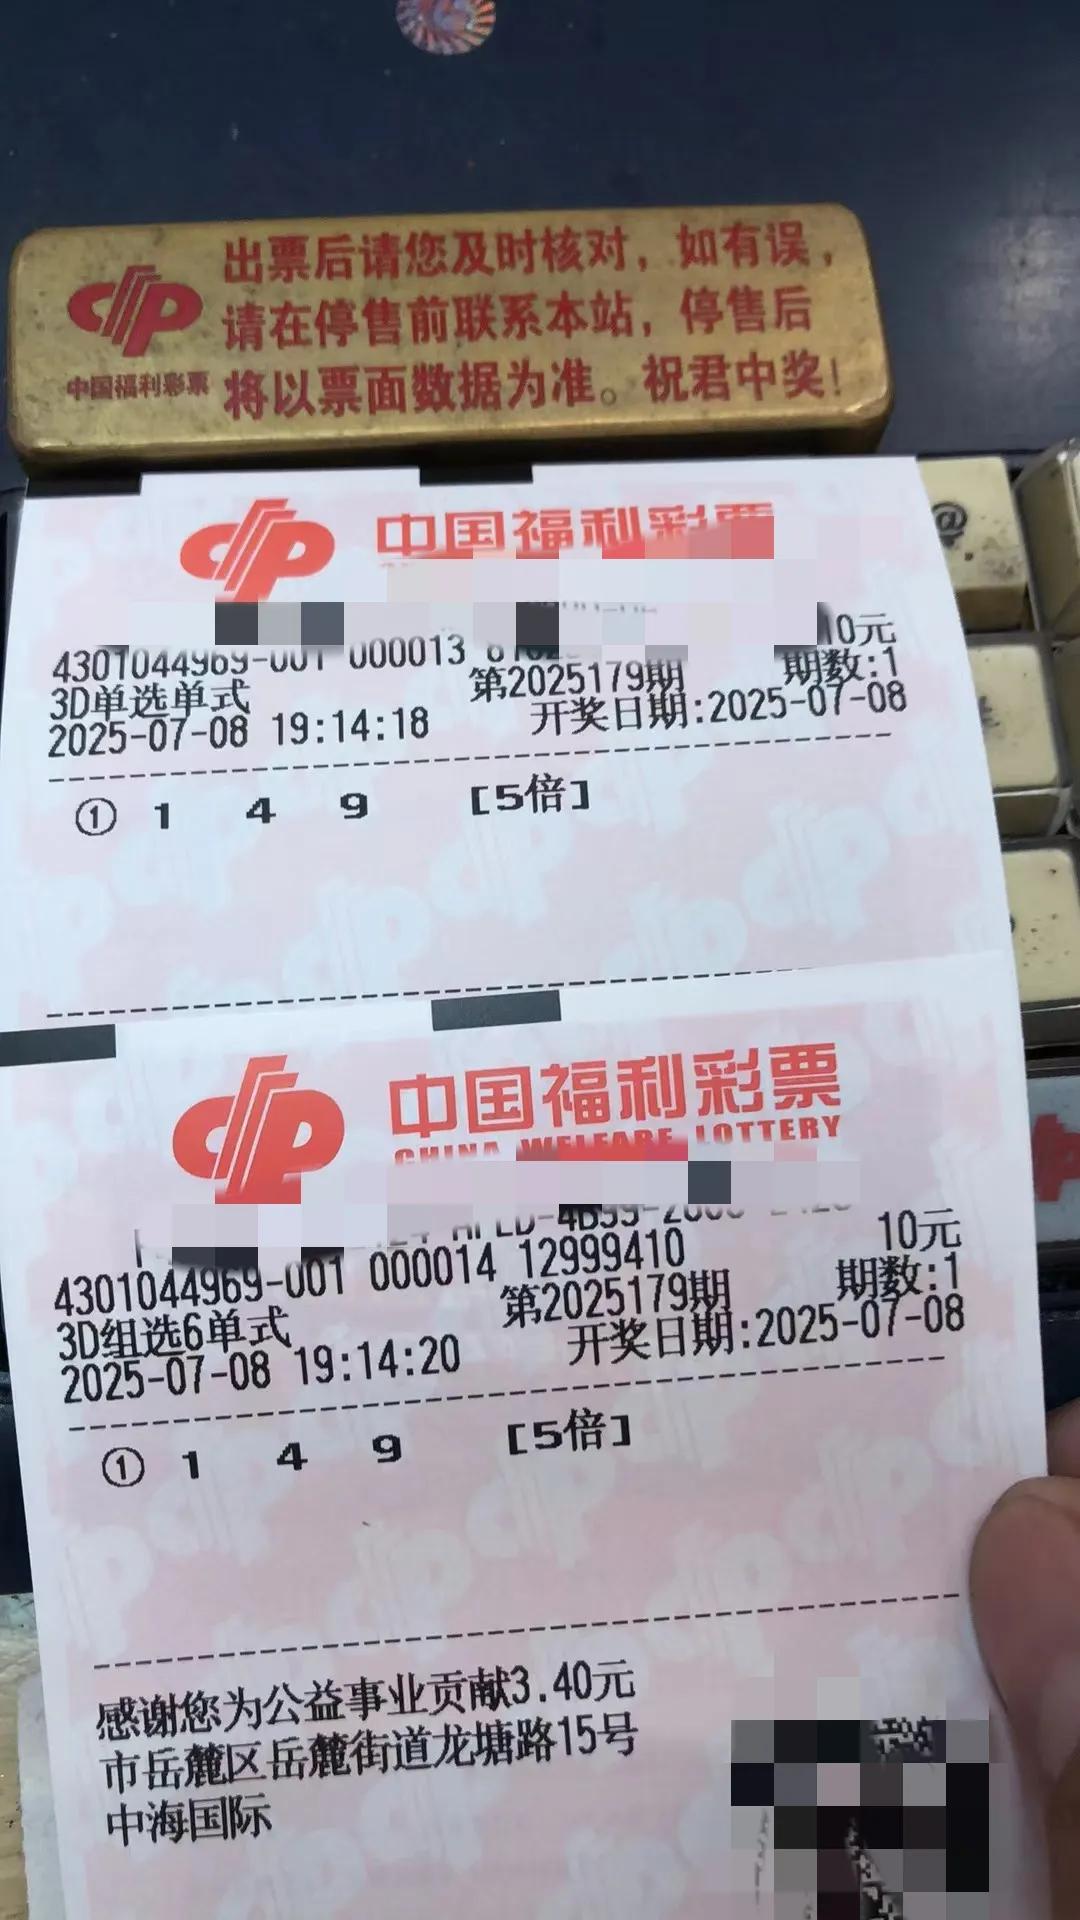 出票后请您及时核对，如有误，
请在停售前联系本站，停售后
将以票面数据为准。祝君中奖！
中国福利彩票
中国福利彩票
10元
4301044969-001 000013
3D单选单式 第2025179期 期数:1
2025-07-08 19:14:18 开奖日期:2025-07-08
① 1 4 9 [5倍]
中国福利彩票
CHINA WELFARE LOTTERY
10元
4301044969-001 000014 12999410
3D组选6单式 第2025179期 期数:1
2025-07-08 19:14:20 开奖日期:2025-07-08
① 1 4 9 [5倍]
感谢您为公益事业贡献3.40元
市岳麓区岳麓街道龙塘路15号
中海国际
@